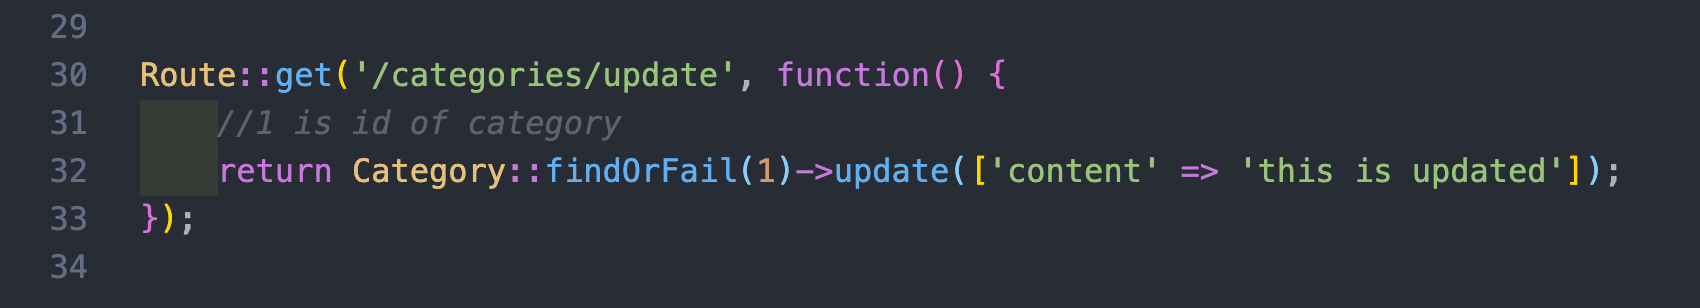 29
30 Route::get('/categories/update', function() {
31 //1 is id of category
32 return Category::findOrFail(1)->update(['content' => 'this is updated']);
33 });
34